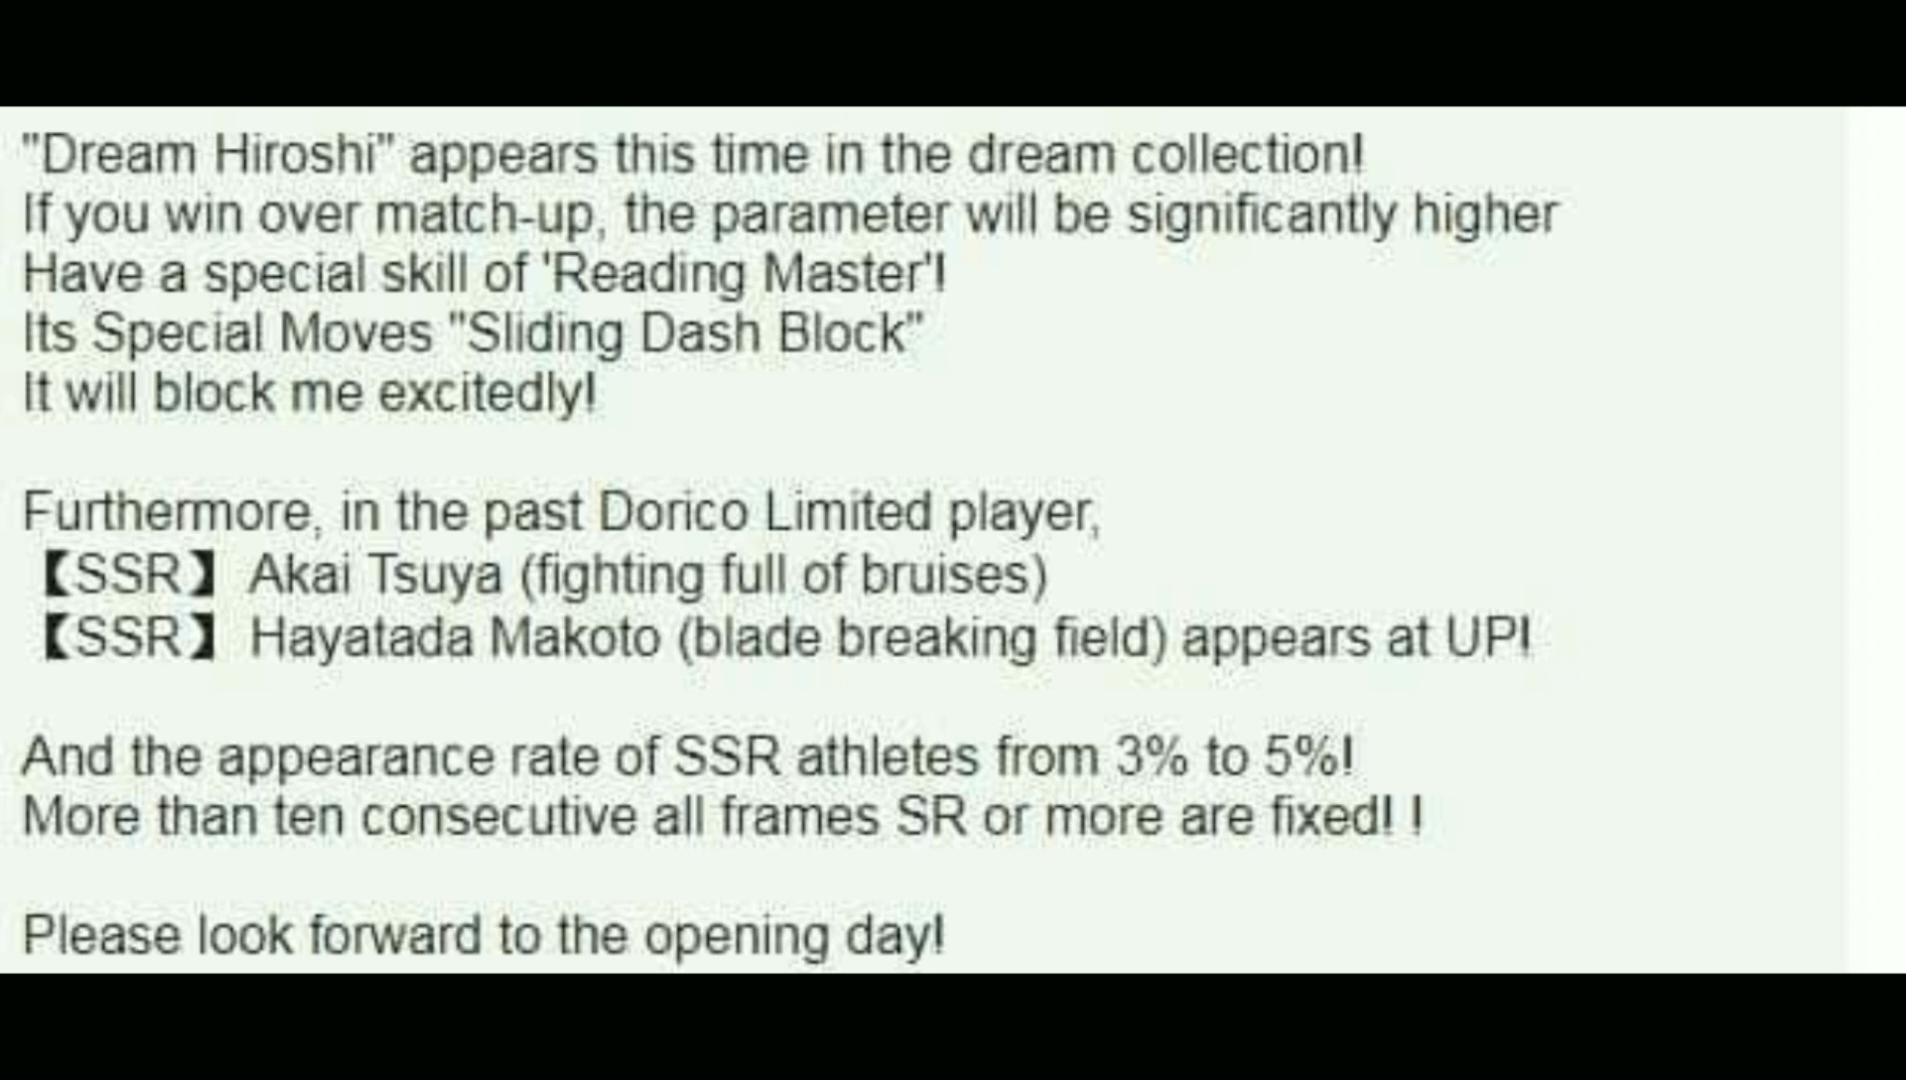 "Dream Hiroshi" appears this time in the dream collection!
If you win over match-up, the parameter will be significantly higher
Have a special skill of 'Reading Master'!
Its Special Moves "Sliding Dash Block"
It will block me excitedly!
Furthermore, in the past Dorico Limited player,
【SSR】 Akai Tsuya (fighting full of bruises)
【SSR】 Hayatada Makoto (blade breaking field) appears at UP!
And the appearance rate of SSR athletes from 3% to 5%!
More than ten consecutive all frames SR or more are fixed! !
Please look forward to the opening day!